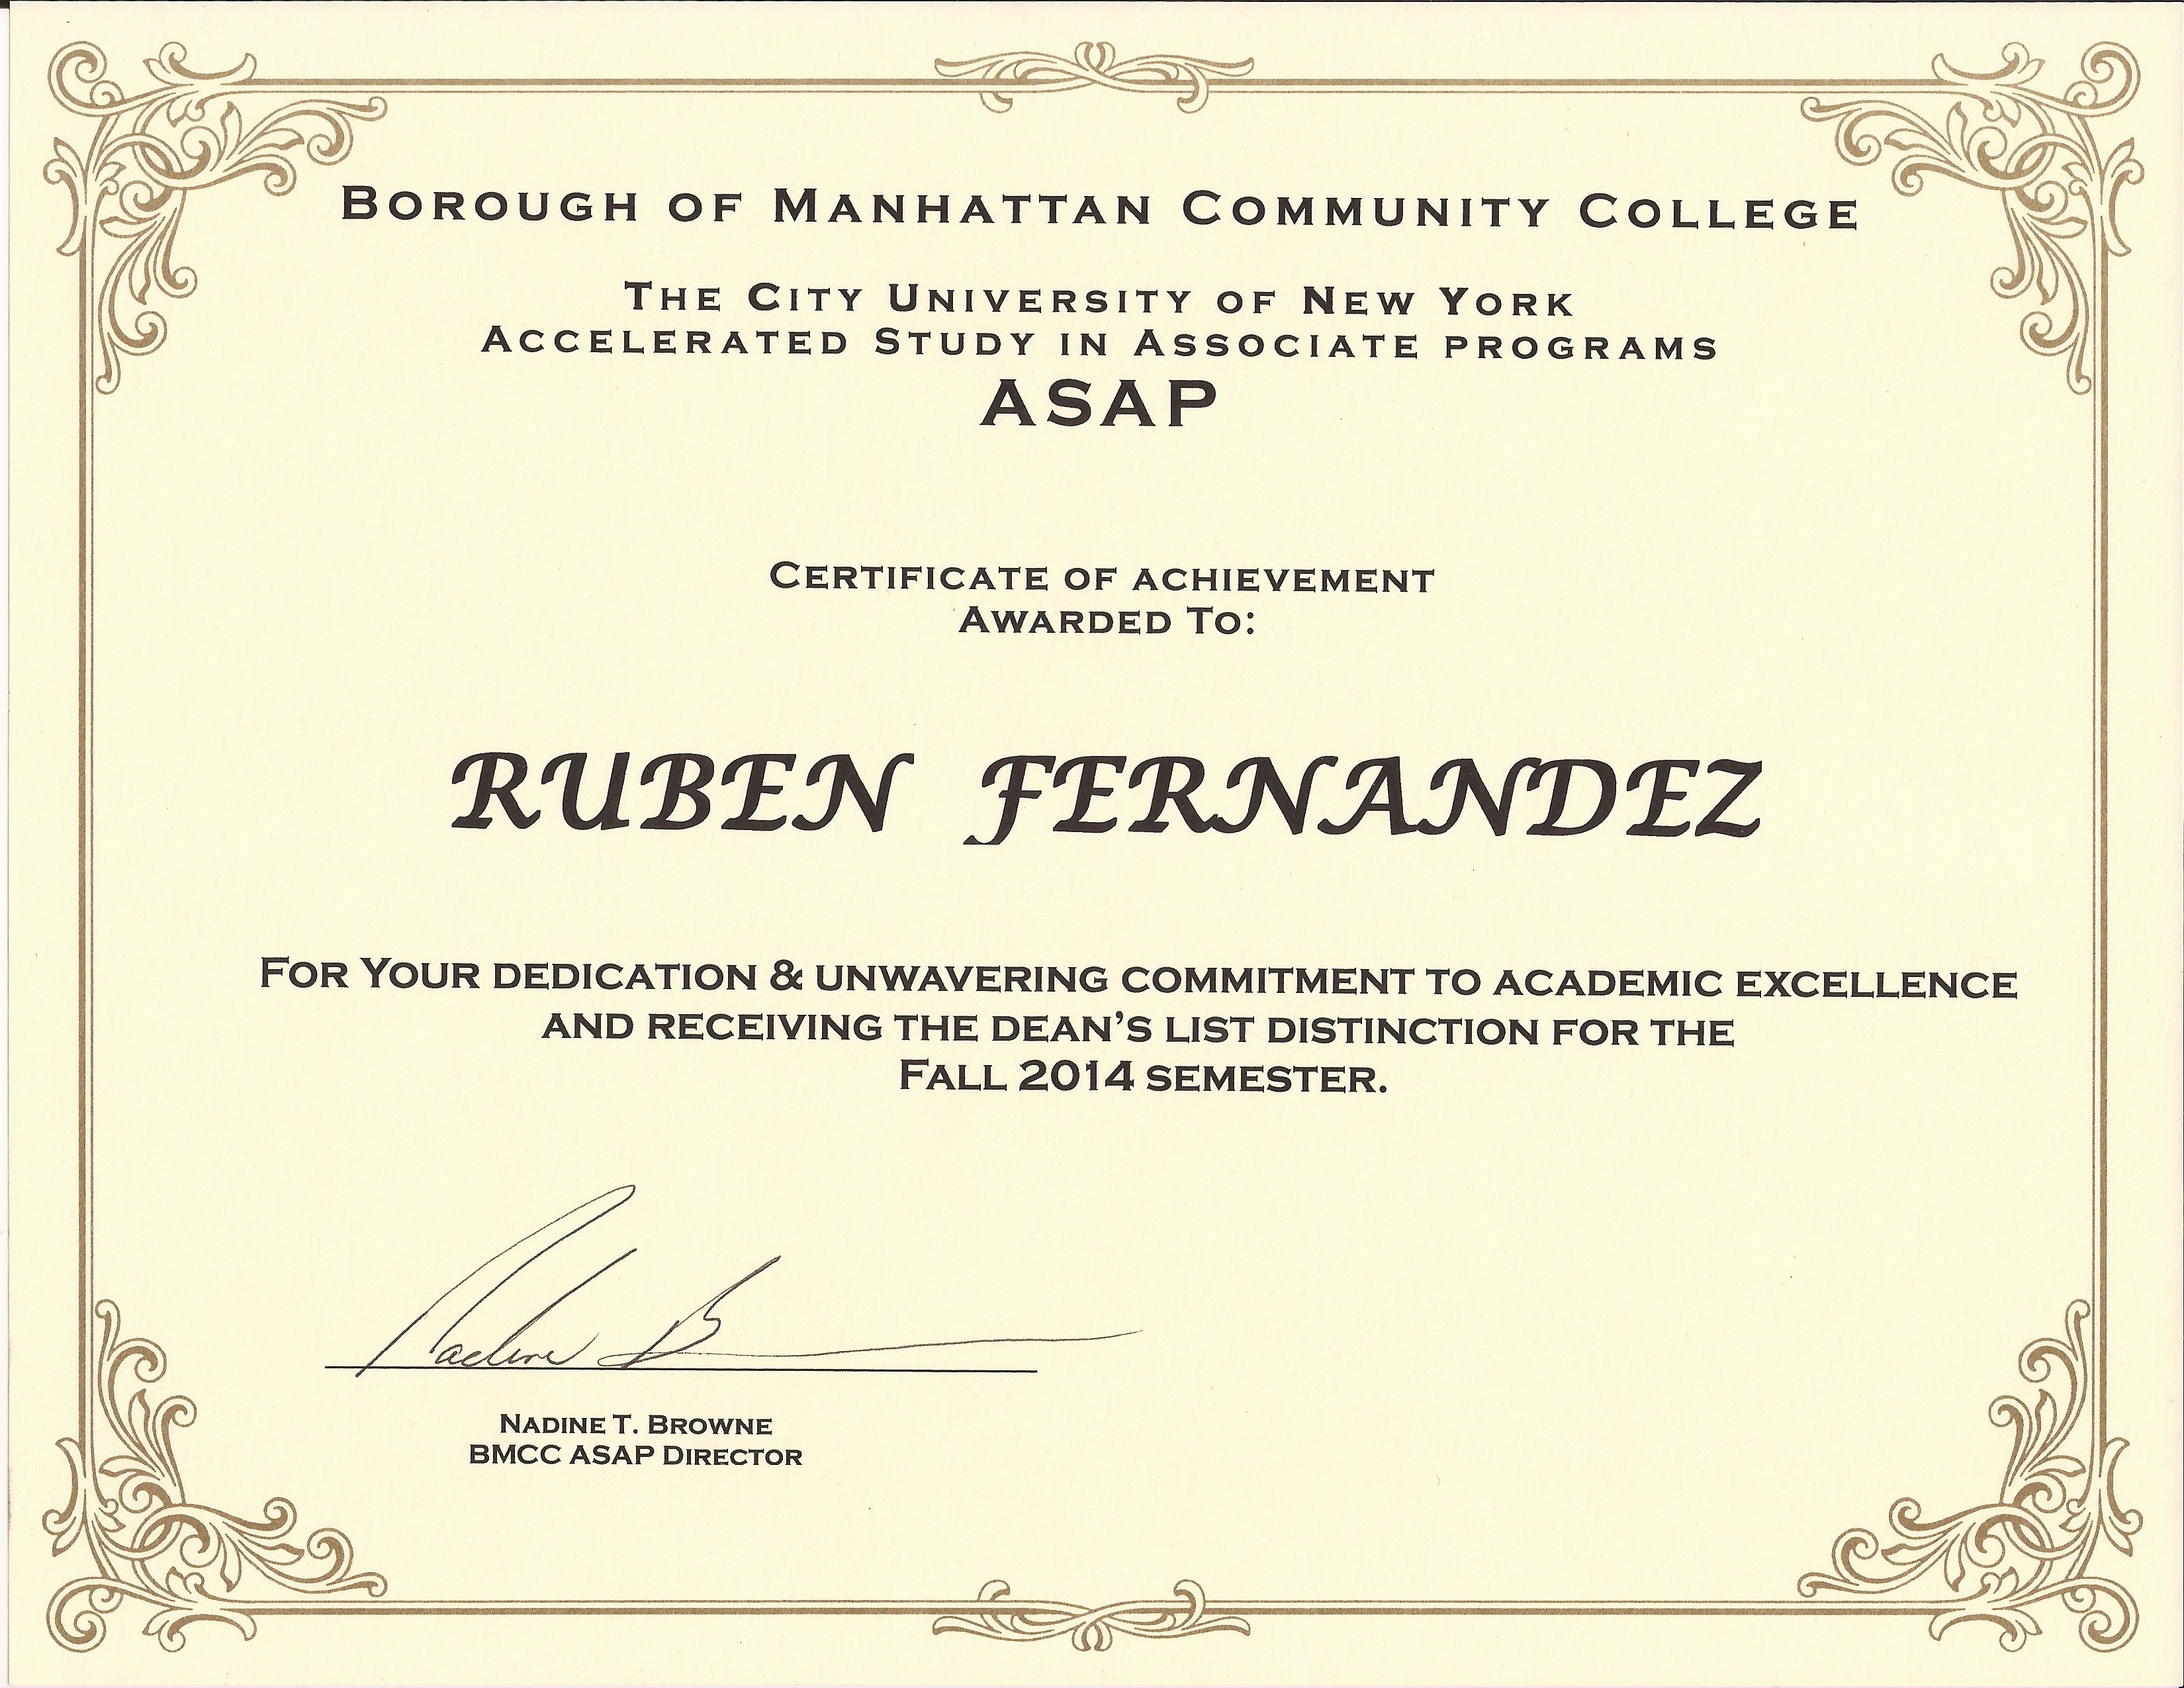 BOROUGH OF MANHATTAN COMMUNITY COLLEGE
THE CITY UNIVERSITY OF NEW YORK
ACCELERATED STUDY IN ASSOCIATE PROGRAMS
ASAP
CERTIFICATE OF ACHIEVEMENT
AWARDED TO:
RUBEN FERNANDEZ
FOR YOUR DEDICATION & UNWAVERING COMMITMENT TO ACADEMIC EXCELLENCE
AND RECEIVING THE DEAN'S LIST DISTINCTION FOR THE
FALL 2014 SEMESTER.
Nadine B
NADINE T. BROWNE
BMCC ASAP DIRECTOR